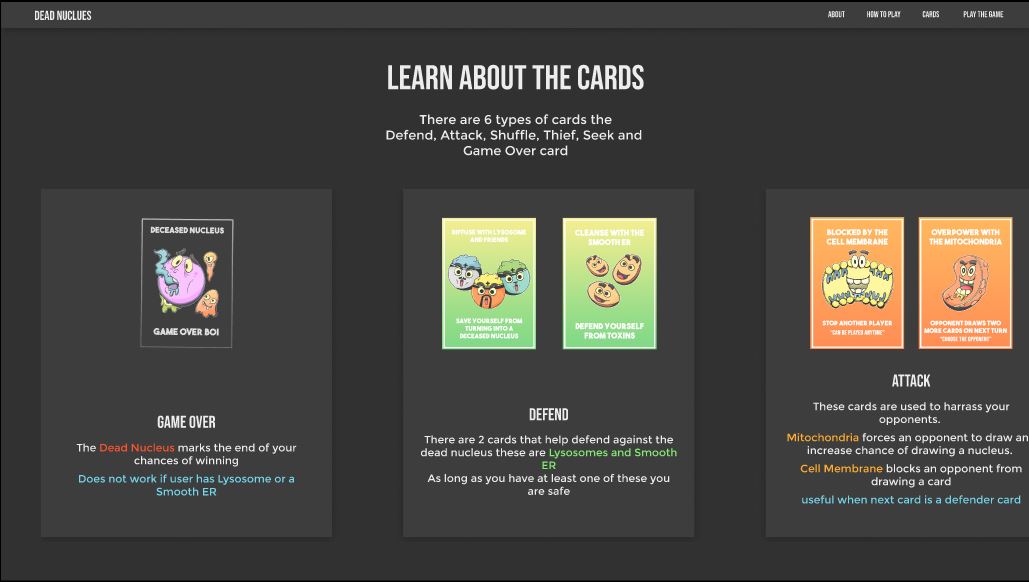 DEAD NUCLUES
ABOUT
HOW TO PLAY
CARDS
PLAY THE GAME
LEARN ABOUT THE CARDS
There are 6 types of cards the
Defend, Attack, Shuffle, Thief, Seek and
Game Over card
DECEASED NUCLEUS
GAME OVER BOI
GAME OVER
The Dead Nucleus marks the end of your
chances of winning
Does not work if user has Lysosome or a
Smooth ER
DIFFUSE WITH LYSOSOME
AND FRIENDS
SAVE YOURSELF FROM
TURNING INTO A
DECEASED NUCLEUS
CLEANSE WITH THE
SMOOTH ER
DEFEND YOURSELF
FROM TOXINS
DEFEND
There are 2 cards that help defend against the
dead nucleus these are Lysosomes and Smooth
ER
As long as you have at least one of these you
are safe
BLOCKED BY THE
CELL MEMBRANE
STOP ANOTHER PLAYER
"CAN BE PLAYED ANYTIME"
OVERPOWER WITH
THE MITOCHONDRIA
OPPONENT DRAWS TWO
MORE CARDS ON NEXT TURN
"CHOOSE THE OPPONENT"
ATTACK
These cards are used to harrass your
opponents.
Mitochondria forces an opponent to draw an
increase chance of drawing a nucleus.
Cell Membrane blocks an opponent from
drawing a card
useful when next card is a defender card